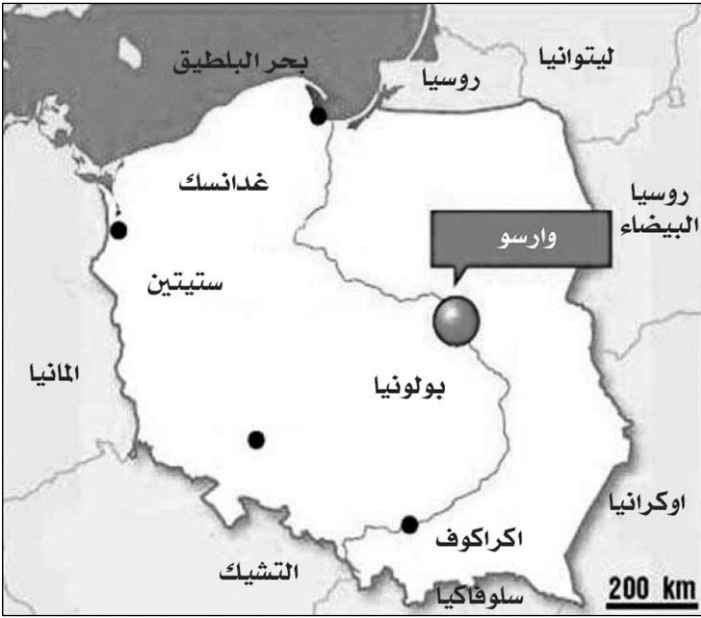 بحر البلطيق
ليتوانيا
روسيا
غدانسك
روسيا
البيضاء
وارسو
ستيتين
المانيا
بولونيا
اوكرانيا
اكراكوف
التشيك
سلوفاكيا
200 km